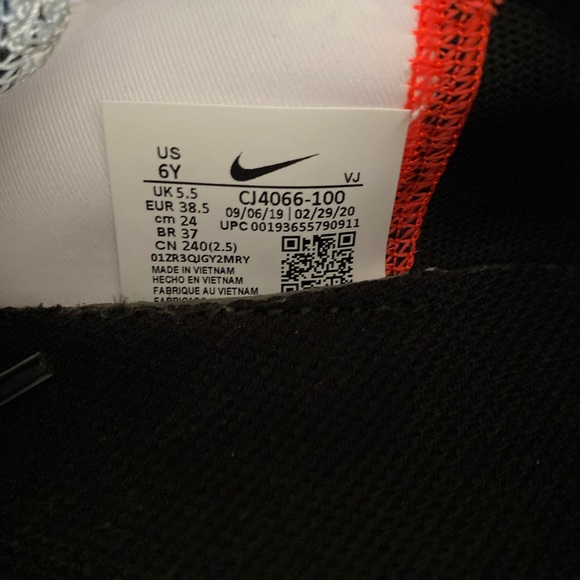 US
6Y
VJ
UK 5.5
EUR 38.5
cm 24
BR 37
CN 240(2.5)
CJ4066-100
09/06/19 | 02/29/20
UPC 00193655790911
01ZR3QJGY2MRY
MADE IN VIETNAM
HECHO EN VIETNAM
FABRIQUE AU VIETNAM